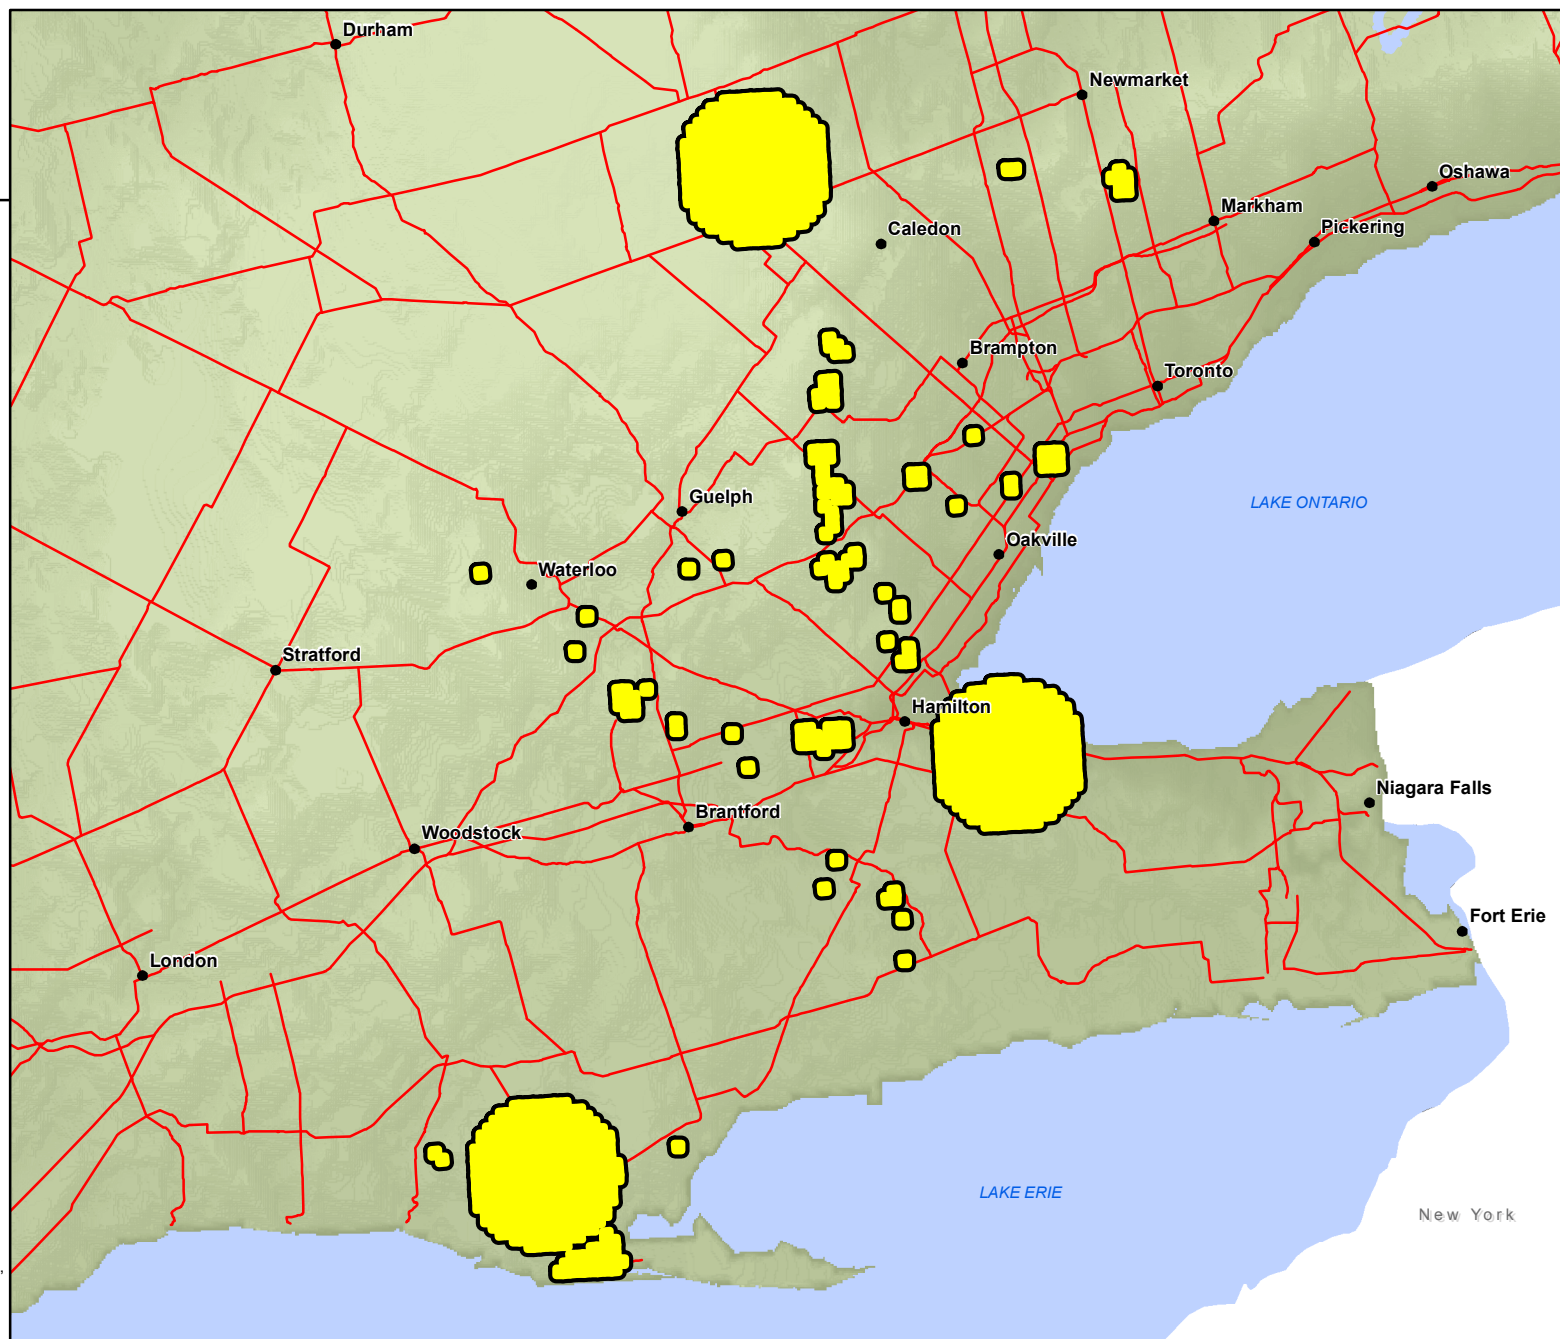 Durham
Newmarket
Oshawa
Markham
Pickering
Caledon
Brampton
Toronto
Guelph
LAKE ONTARIO
Oakville
Waterloo
Stratford
Hamilton
Niagara Falls
Brantford
Woodstock
Fort Erie
London
LAKE ERIE
New York
,